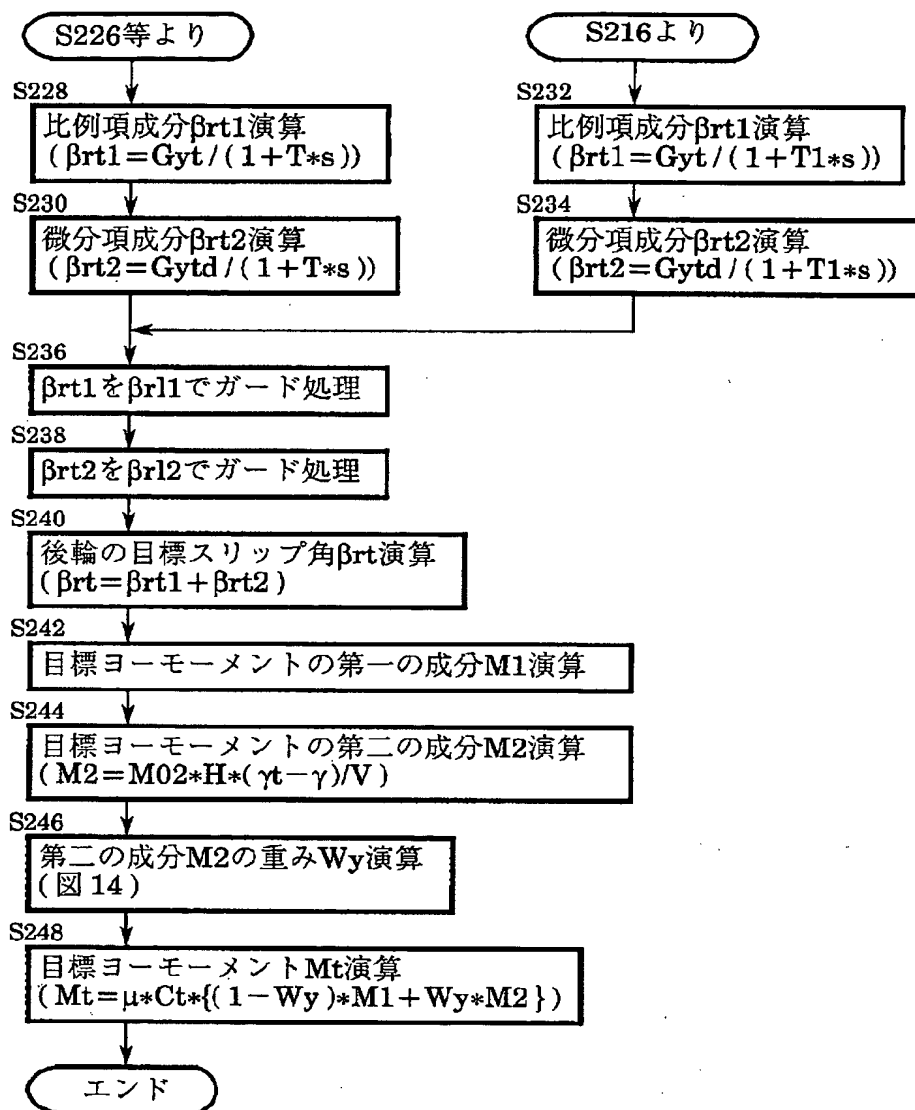 S226等より
S228
比例項成分βrt1演算
(βrt1=Gyt/(1+T*s))
S230
微分項成分βrt2演算
(βrt2=Gytd/(1+T*s))
S216より
S232
比例項成分βrt1演算
(βrt1=Gyt/(1+T1*s))
S234
微分項成分βrt2演算
(βrt2=Gytd/(1+T1*s))
S236
βrt1をβrl1でガード処理
S238
βrt2をβrl2でガード処理
S240
後輪の目標スリップ角βrt演算
(βrt=βrt1+βrt2)
S242
目標ヨーモーメントの第一の成分M1演算
S244
目標ヨーモーメントの第二の成分M2演算
(M2=M02*H*(γt−γ)/V)
S246
第二の成分M2の重みWy演算
(図14)
S248
目標ヨーモーメントMt演算
(Mt=μ*Ct*{(1−Wy)*M1+Wy*M2})
エンド